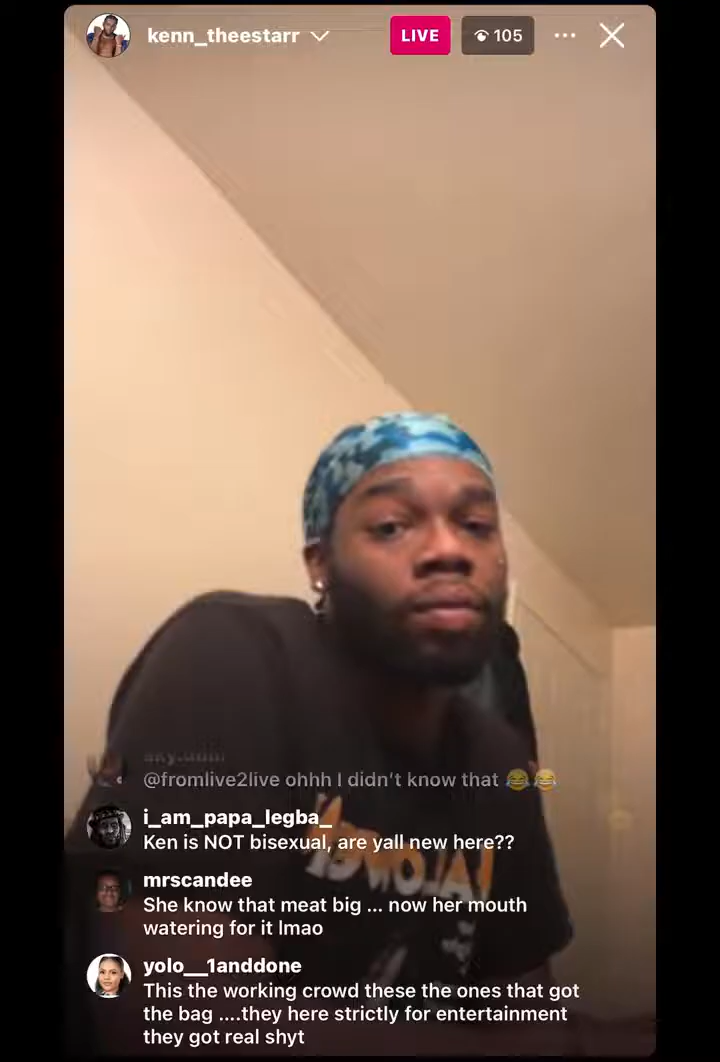 kenn_theestarr
LIVE
105
@fromlive2live ohhh I didn't know that 😂😂
i_am_papa_legba_
Ken is NOT bisexual, are yall new here??
mrscandee
She know that meat big ... now her mouth
watering for it lmao
yolo__1anddone
This the working crowd these the ones that got
the bag ....they here strictly for entertainment
they got real shyt